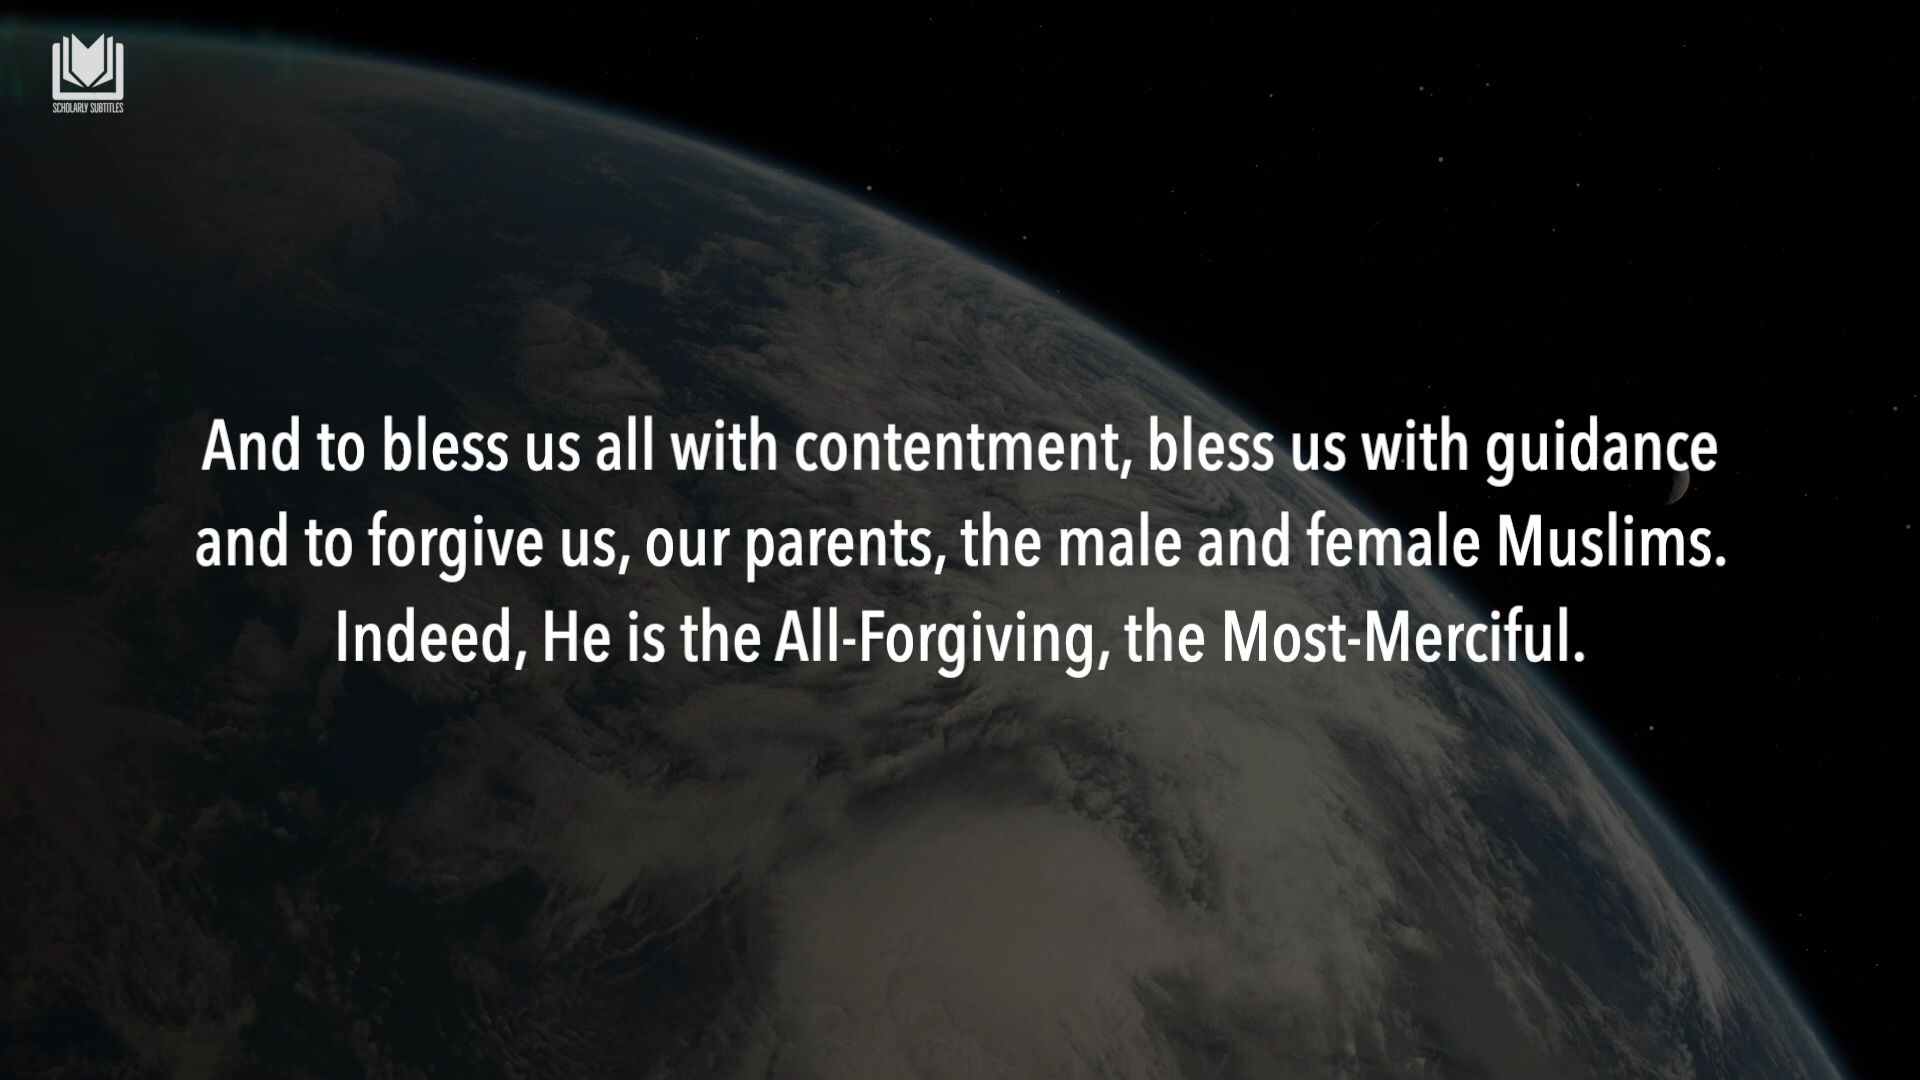 SCHOLARLY SUBTITLES
And to bless us all with contentment, bless us with guidance
and to forgive us, our parents, the male and female Muslims.
Indeed, He is the All-Forgiving, the Most-Merciful.